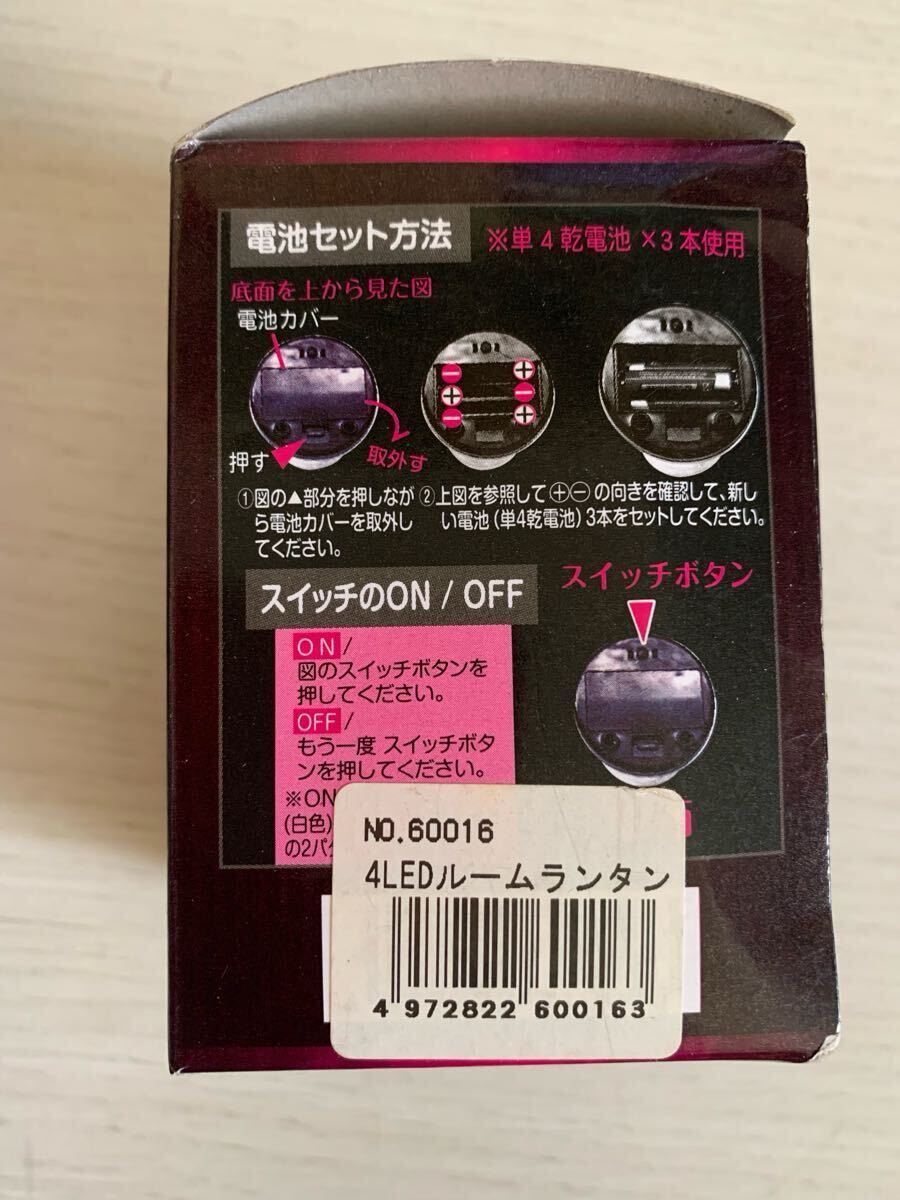 電池セット方法
※単4乾電池×3本使用
底面を上から見た図
電池カバー
押す
取外す
①図の▲部分を押しなが
ら電池カバーを取外し
てください。
②上図を参照して⊕⊖の向きを確認して、新し
い電池(単4乾電池)3本をセットしてください。
スイッチのON / OFF
スイッチボタン
ON/
図のスイッチボタンを
押してください。
OFF/
もう一度 スイッチボタ
ンを押してください。
※ON
(白色)
の2パタ
NO.60016
4LEDルームランタン
4 972822 600163